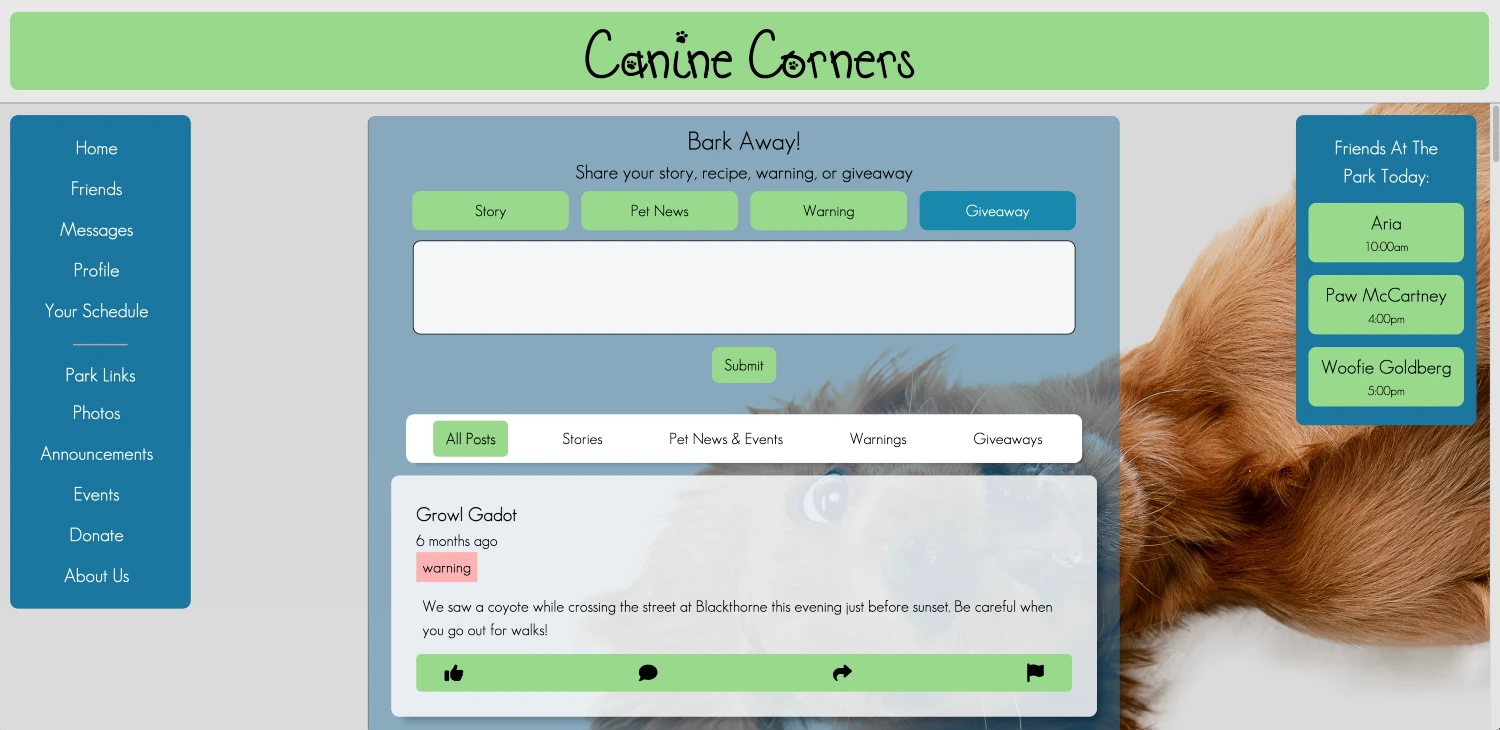 Canine Corners
Home
Friends
Messages
Profile
Your Schedule
Park Links
Photos
Announcements
Events
Donate
About Us
Bark Away!
Share your story, recipe, warning, or giveaway
Story
Pet News
Warning
Giveaway
Submit
All Posts
Stories
Pet News & Events
Warnings
Giveaways
Growl Gadot
6 months ago
warning
We saw a coyote while crossing the street at Blackthorne this evening just before sunset. Be careful when
you go out for walks!
Friends At The
Park Today:
Aria
10:00am
Paw McCartney
4:00pm
Woofie Goldberg
5:00pm